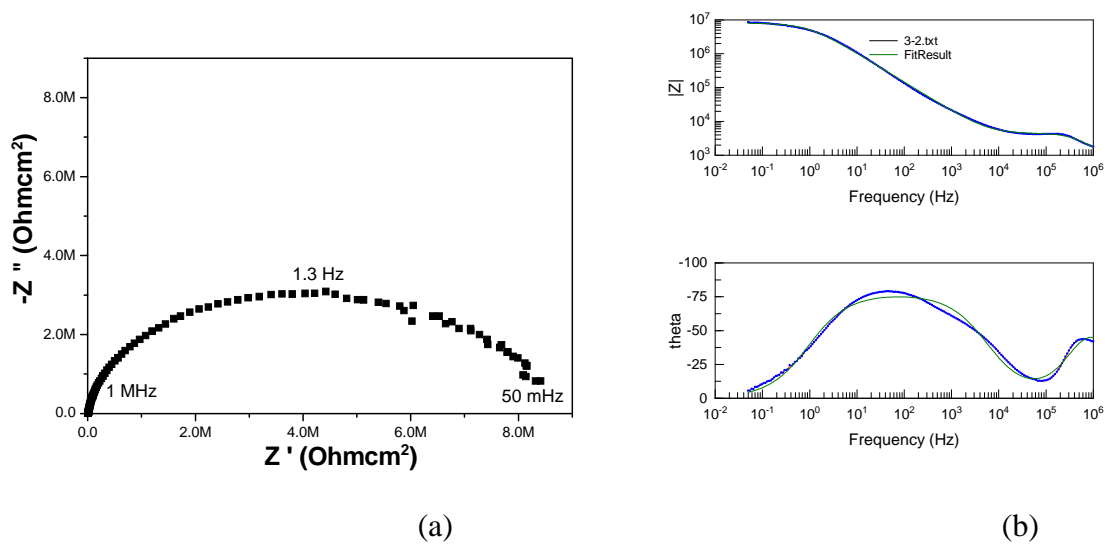 8.0M
6.0M
4.0M
2.0M
0.0
-Z '' (Ohmcm²)
1.3 Hz
1 MHz
50 mHz
0.0 2.0M 4.0M 6.0M 8.0M
Z ' (Ohmcm²)
(a)
10⁷
10⁶
10⁵
10⁴
10³
|Z|
3-2.txt
FitResult
10⁻² 10⁻¹ 10⁰ 10¹ 10² 10³ 10⁴ 10⁵ 10⁶
Frequency (Hz)
-100
-75
-50
-25
0
theta
10⁻² 10⁻¹ 10⁰ 10¹ 10² 10³ 10⁴ 10⁵ 10⁶
Frequency (Hz)
(b)